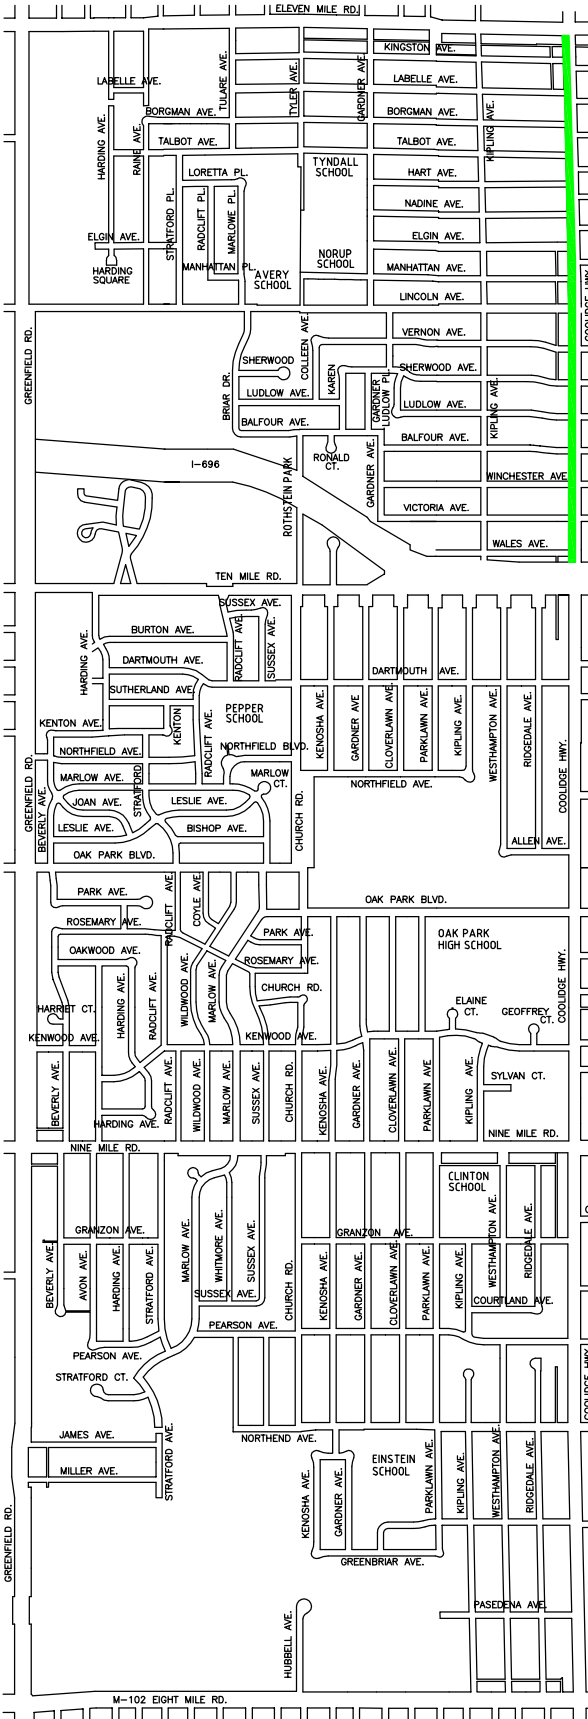 ELEVEN MILE RD.
KINGSTON AVE.
LABELLE AVE.
LABELLE AVE.
TULARE AVE.
TYLER AVE.
GARDNER AVE.
BORGMAN AVE.
BORGMAN AVE.
KIPLING AVE.
HARDING AVE.
RAINE AVE.
TALBOT AVE.
TALBOT AVE.
TYNDALL
SCHOOL
LORETTA PL.
HART AVE.
STRATFORD PL.
RADCLIFT PL.
MARLOWE PL.
NADINE AVE.
ELGIN AVE.
ELGIN AVE.
NORUP
SCHOOL
MANHATTAN PL.
MANHATTAN AVE.
HARDING
SQUARE
AVERY
SCHOOL
LINCOLN AVE.
COOLIDGE HWY.
GREENFIELD RD.
VERNON AVE.
COLLEEN AVE.
SHERWOOD
SHERWOOD AVE.
BRIAR DR.
KAREN
GARDNER
LUDLOW PL.
LUDLOW AVE.
LUDLOW AVE.
KIPLING AVE.
BALFOUR AVE.
BALFOUR AVE.
RONALD
CT.
I-696
ROTHSTEIN PARK
GARDNER AVE.
WINCHESTER AVE.
VICTORIA AVE.
WALES AVE.
TEN MILE RD.
SUSSEX AVE.
BURTON AVE.
HARDING AVE.
RADCLIFT AVE.
SUSSEX AVE.
DARTMOUTH AVE.
DARTMOUTH AVE.
SUTHERLAND AVE.
PEPPER
SCHOOL
KENOSHA AVE.
GARDNER AVE
CLOVERLAWN AVE.
PARKLAWN AVE.
KIPLING AVE.
WESTHAMPTON AVE.
RIDGEDALE AVE.
KENTON AVE.
KENTON
RADCLIFT AVE.
NORTHFIELD AVE.
NORTHFIELD BLVD.
COOLIDGE HWY.
GREENFIELD RD.
BEVERLY AVE.
MARLOW AVE.
STRATFORD
MARLOW
CT.
NORTHFIELD AVE.
JOAN AVE.
LESLIE AVE.
CHURCH RD.
LESLIE AVE.
BISHOP AVE.
ALLEN AVE.
OAK PARK BLVD.
PARK AVE.
RADCLIFT AVE.
COYLE AVE.
OAK PARK BLVD.
ROSEMARY AVE.
PARK AVE.
OAK PARK
HIGH SCHOOL
OAKWOOD AVE.
ROSEMARY AVE.
COOLIDGE HWY.
HARDING AVE.
RADCLIFT AVE.
WILDWOOD AVE.
MARLOW AVE.
CHURCH RD.
HARRIET CT.
ELAINE
CT.
GEOFFREY
CT.
KENWOOD AVE.
KENWOOD AVE.
BEVERLY AVE.
RADCLIFT AVE.
WILDWOOD AVE.
MARLOW AVE.
SUSSEX AVE.
CHURCH RD.
KENOSHA AVE.
GARDNER AVE.
CLOVERLAWN AVE.
PARKLAWN AVE.
KIPLING AVE.
SYLVAN CT.
HARDING AVE.
NINE MILE RD.
NINE MILE RD.
CLINTON
SCHOOL
GRANZON AVE.
GRANZON AVE.
BEVERLY AVE.
AVON AVE.
HARDING AVE.
STRATFORD AVE.
MARLOW AVE.
WHITMORE AVE.
SUSSEX AVE.
CHURCH RD.
KENOSHA AVE.
GARDNER AVE.
CLOVERLAWN AVE.
PARKLAWN AVE.
KIPLING AVE.
WESTHAMPTON AVE.
RIDGEDALE AVE.
SUSSEX AVE.
COURTLAND AVE.
PEARSON AVE.
PEARSON AVE.
STRATFORD CT.
COOLIDGE HWY.
JAMES AVE.
NORTHEND AVE.
MILLER AVE.
STRATFORD AVE.
EINSTEIN
SCHOOL
KENOSHA AVE.
GARDNER AVE.
PARKLAWN AVE.
KIPLING AVE.
WESTHAMPTON AVE.
RIDGEDALE AVE.
GREENFIELD RD.
GREENBRIAR AVE.
HUBBELL AVE.
PASEDENA AVE.
M-102 EIGHT MILE RD.